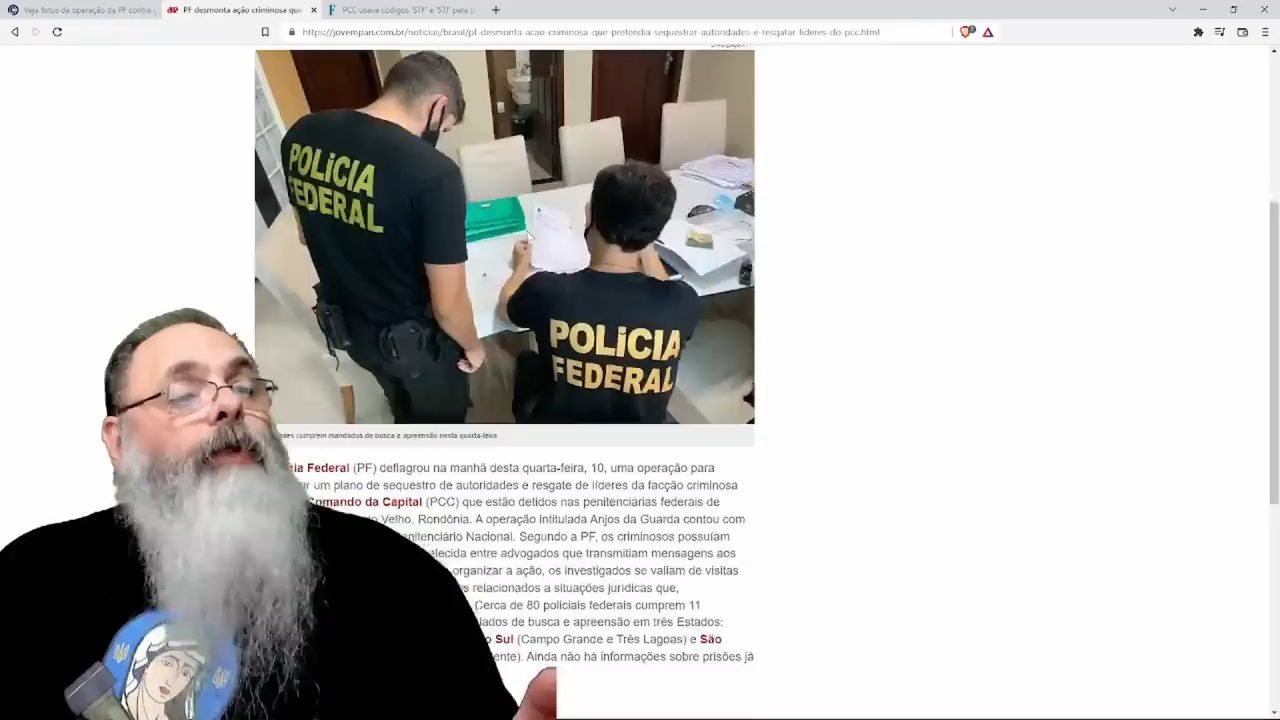 Veja fotos da operação da PF contra
PF desmonta ação criminosa que
PCC usava códigos 'STF' e 'STJ' para
https://jovempan.com.br/noticias/brasil/pf-desmonta-acao-criminosa-que-pretendia-sequestrar-autoridades-e-resgatar-lideres-do-pcc.html
POLíCIA
FEDERAL
POLíCIA
FEDERAL
cumprem mandados de busca e apreensão nesta quarta-feira
Federal (PF) deflagrou na manhã desta quarta-feira, 10, uma operação para
um plano de sequestro de autoridades e resgate de líderes da facção criminosa
Comando da Capital (PCC) que estão detidos nas penitenciárias federais de
Velho, Rondônia. A operação intitulada Anjos da Guarda contou com
Nacional. Segundo a PF, os criminosos possuíam
entre advogados que transmitiam mensagens aos
organizar a ação, os investigados se valiam de visitas
relacionados a situações jurídicas que,
Cerca de 80 policiais federais cumprem 11
de busca e apreensão em três Estados:
Sul (Campo Grande e Três Lagoas) e São
Ainda não há informações sobre prisões já